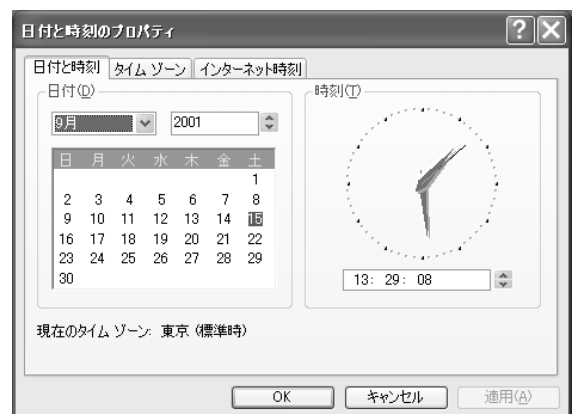 日付と時刻のプロパティ
日付と時刻 タイム ゾーン インターネット時刻
日付(D) 時刻(T)
9月 2001
日 月 火 水 木 金 土
1
2 3 4 5 6 7 8
9 10 11 12 13 14 15
16 17 18 19 20 21 22
23 24 25 26 27 28 29
30
13: 29: 08
現在のタイム ゾーン: 東京 (標準時)
OK キャンセル 適用(A)